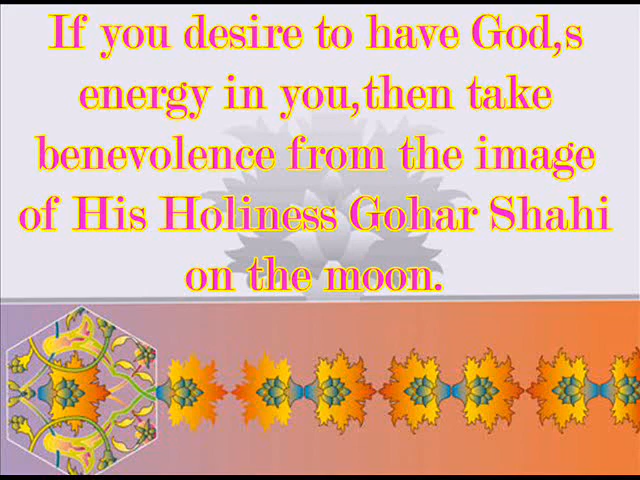 If you desire to have God,s
energy in you,then take
benevolence from the image
of His Holiness Gohar Shahi
on the moon.